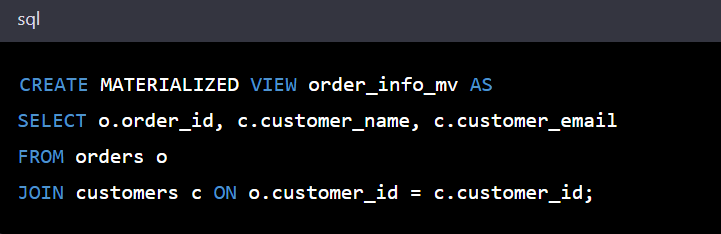 sql
CREATE MATERIALIZED VIEW order_info_mv AS
SELECT o.order_id, c.customer_name, c.customer_email
FROM orders o
JOIN customers c ON o.customer_id = c.customer_id;